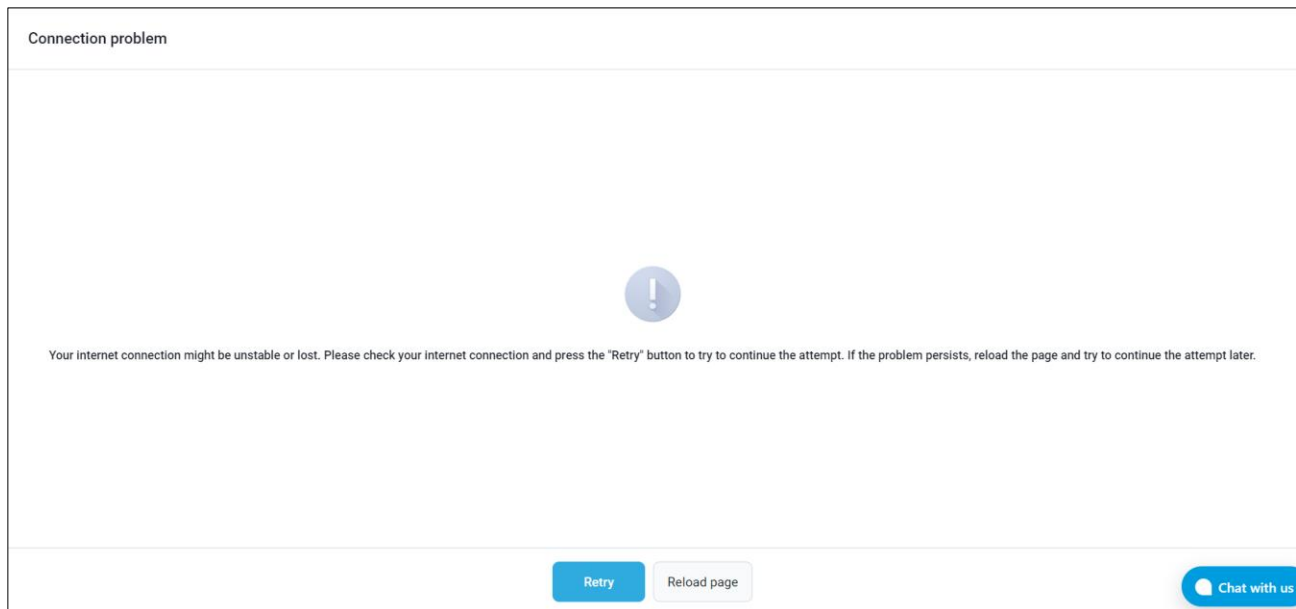 Connection problem
Your internet connection might be unstable or lost. Please check your internet connection and press the "Retry" button to try to continue the attempt. If the problem persists, reload the page and try to continue the attempt later.
Retry
Reload page
Chat with us